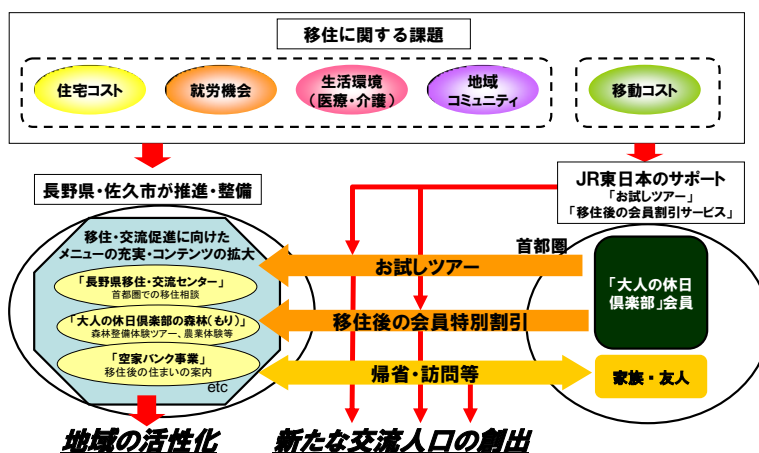 移住に関する課題
住宅コスト
就労機会
生活環境
(医療・介護)
地域
コミュニティ
移動コスト
長野県・佐久市が推進・整備
JR東日本のサポート
「お試しツアー」
「移住後の会員割引サービス」
移住・交流促進に向けた
メニューの充実・コンテンツの拡大
「長野県移住・交流センター」
首都圏での移住相談
「大人の休日倶楽部の森林(もり)」
森林整備体験ツアー、農業体験等
「空家バンク事業」
移住後の住まいの案内
etc
首都圏
お試しツアー
移住後の会員特別割引
帰省・訪問等
「大人の休日
倶楽部」会員
家族・友人
地域の活性化
新たな交流人口の創出